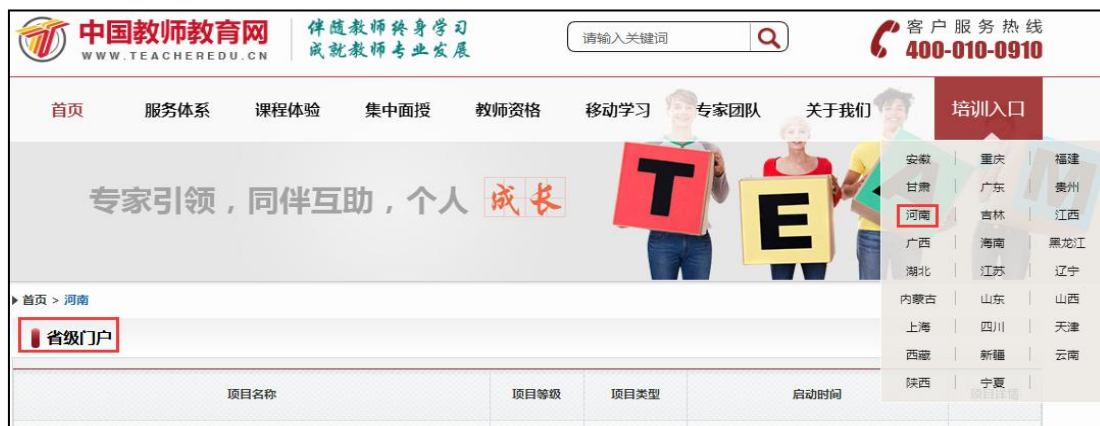 中国教师教育网
WWW.TEACHEREDU.CN
伴随教师终身学习
成就教师专业发展
请输入关键词
客户服务热线
400-010-0910
首页 服务体系 课程体验 集中面授 教师资格 移动学习 专家团队 关于我们 培训入口
专家引领，同伴互助，个人 成长
T E A M
安徽 重庆 福建
甘肃 广东 贵州
河南 吉林 江西
广西 海南 黑龙江
湖北 江苏 辽宁
内蒙古 山东 山西
上海 四川 天津
西藏 新疆 云南
陕西 宁夏
首页 > 河南
省级门户
项目名称 项目等级 项目类型 启动时间 项目详情